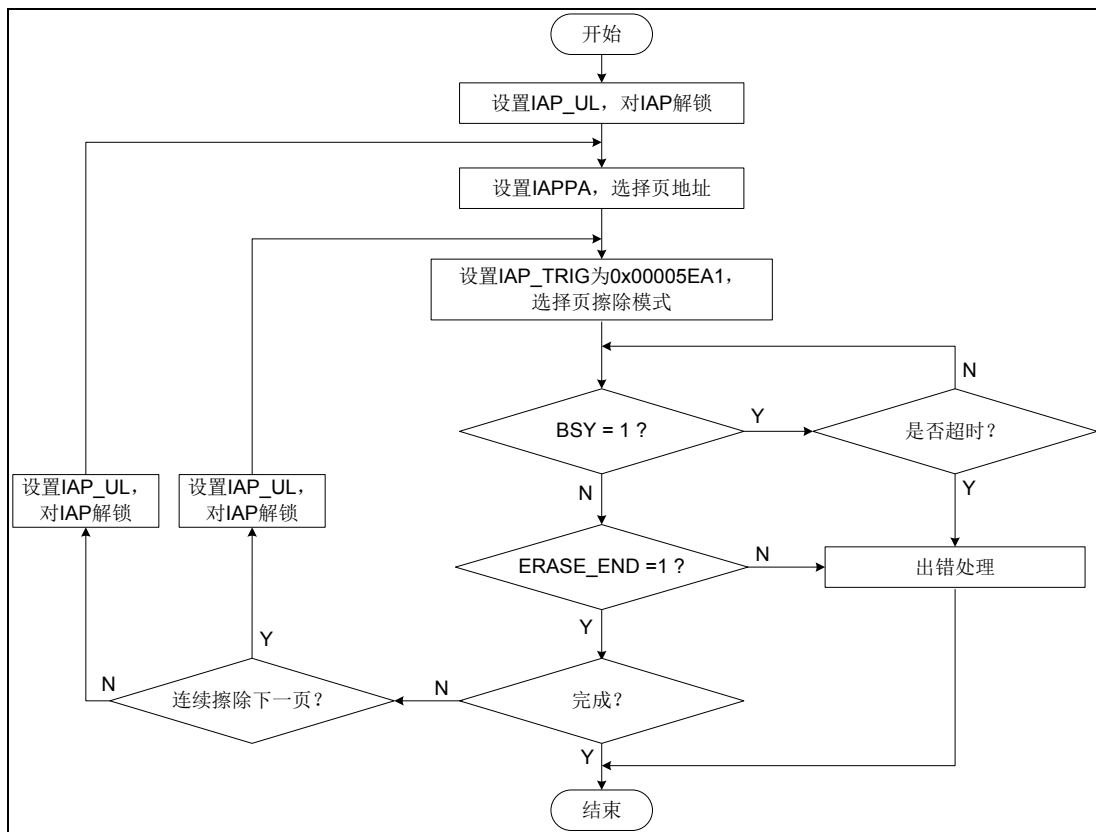 开始
设置IAP_UL，对IAP解锁
设置IAPPA，选择页地址
设置IAP_TRIG为0x00005EA1，
选择页擦除模式
N
BSY = 1 ?
Y
是否超时？
设置IAP_UL，
对IAP解锁
设置IAP_UL，
对IAP解锁
N
Y
ERASE_END =1 ?
N
出错处理
Y
Y
N
连续擦除下一页？
N
完成？
Y
结束